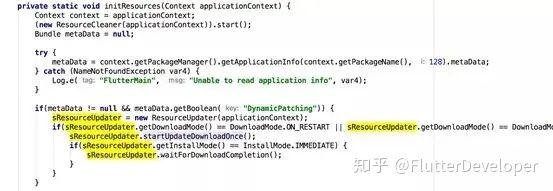 private static void initResources(Context applicationContext) {
Context context = applicationContext;
(new ResourceCleaner(applicationContext)).start();
Bundle metaData = null;
try {
metaData = context.getPackageManager().getApplicationInfo(context.getPackageName(), i: 128).metaData;
} catch (NameNotFoundException var4) {
Log.e( tag: "FlutterMain", msg: "Unable to read application info", var4);
}
if(metaData != null && metaData.getBoolean( key: "DynamicPatching")) {
sResourceUpdater = new ResourceUpdater(applicationContext);
if(sResourceUpdater.getDownloadMode() == DownloadMode.ON_RESTART || sResourceUpdater.getDownloadMode() == DownloadMo
sResourceUpdater.startUpdateDownloadOnce();
if(sResourceUpdater.getInstallMode() == InstallMode.IMMEDIATE) {
sResourceUpdater.waitForDownloadCompletion();
}
}
}
知乎 @FlutterDeveloper